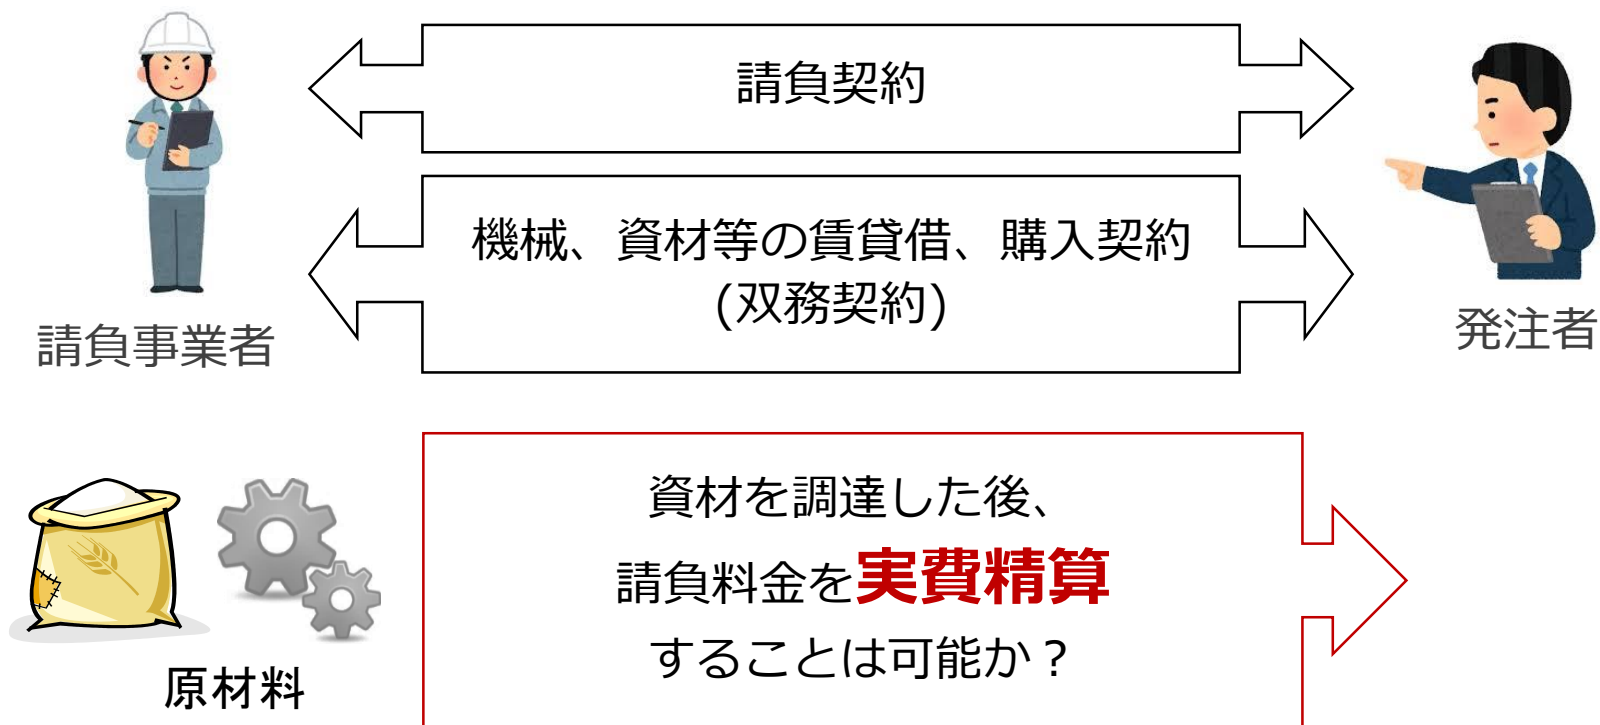 請負契約
機械、資材等の賃貸借、購入契約
(双務契約)
請負事業者
発注者
資材を調達した後、
請負料金を実費精算
することは可能か？
原材料